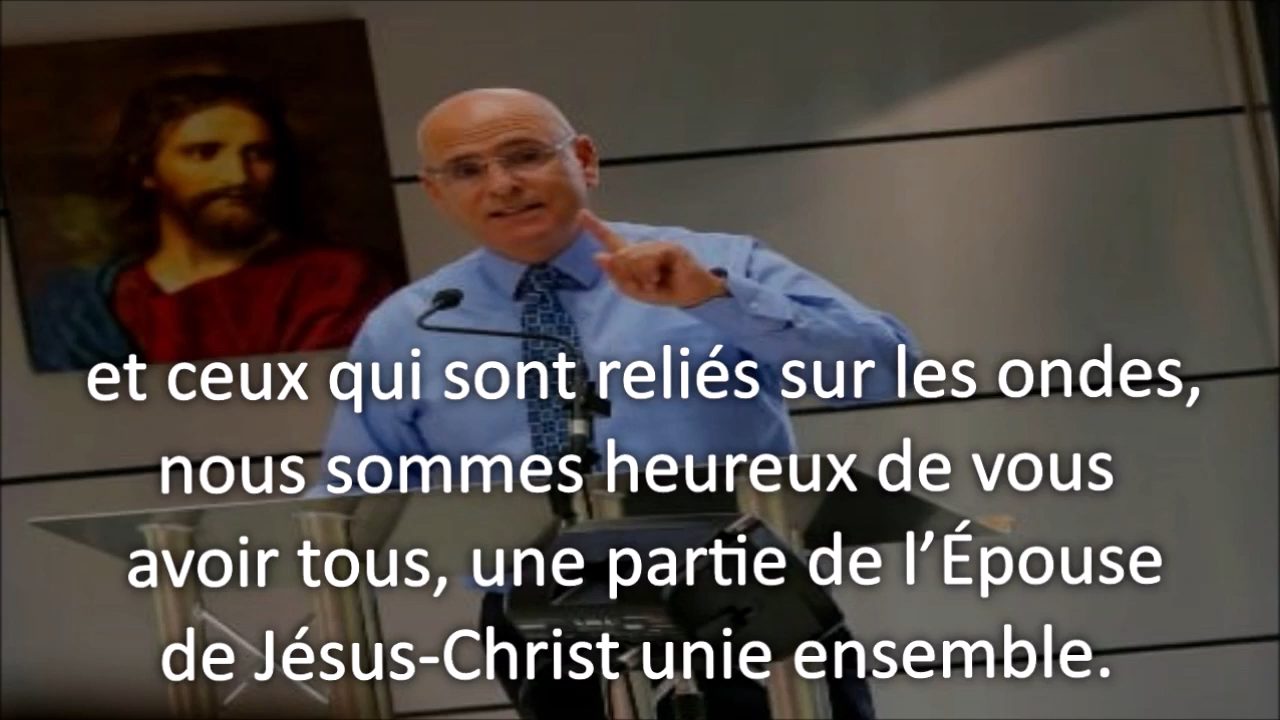 et ceux qui sont reliés sur les ondes,
nous sommes heureux de vous
avoir tous, une partie de l’Épouse
de Jésus-Christ unie ensemble.